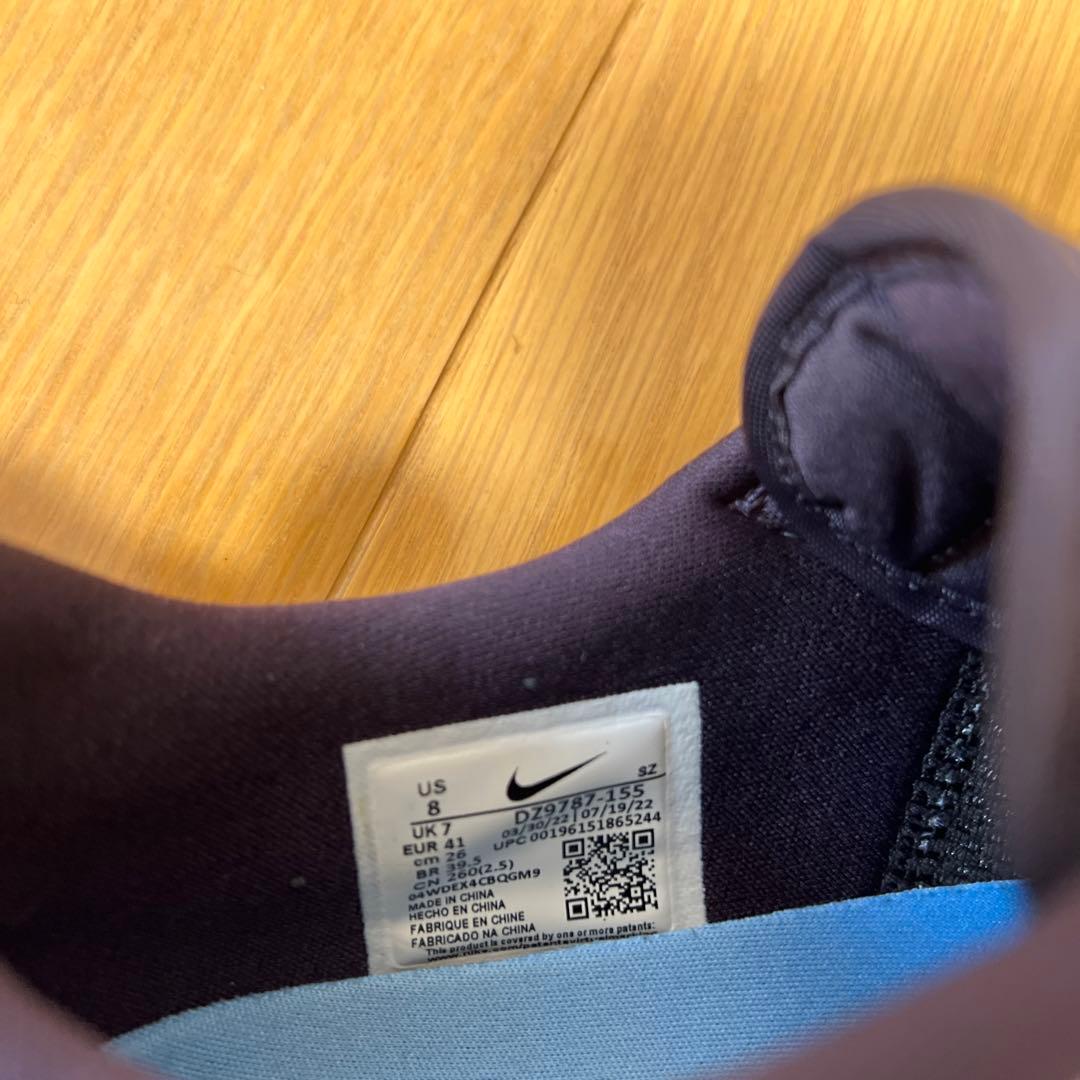 US
8
SZ
DZ9787-155
UK 7
03/30/22 | 07/19/22
EUR 41
UPC 00196151865244
cm 26
BR 39.5
CN 260(2.5)
04WDEX4CBQGM9
MADE IN CHINA
HECHO EN CHINA
FABRIQUE EN CHINE
FABRICADO NA CHINA
This product is covered by one or more patents: